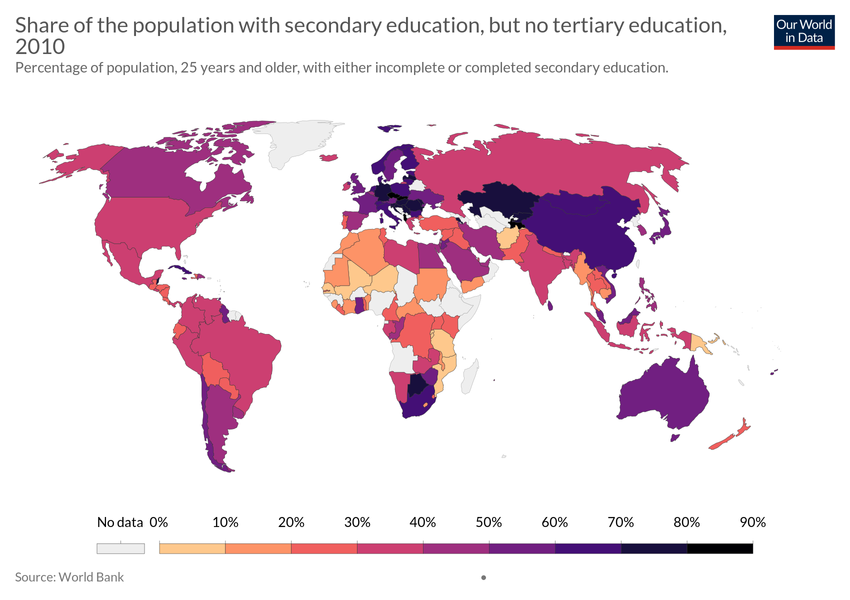 Share of the population with secondary education, but no tertiary education,
2010
Percentage of population, 25 years and older, with either incomplete or completed secondary education.
Our World
in Data
No data 0% 10% 20% 30% 40% 50% 60% 70% 80% 90%
Source: World Bank